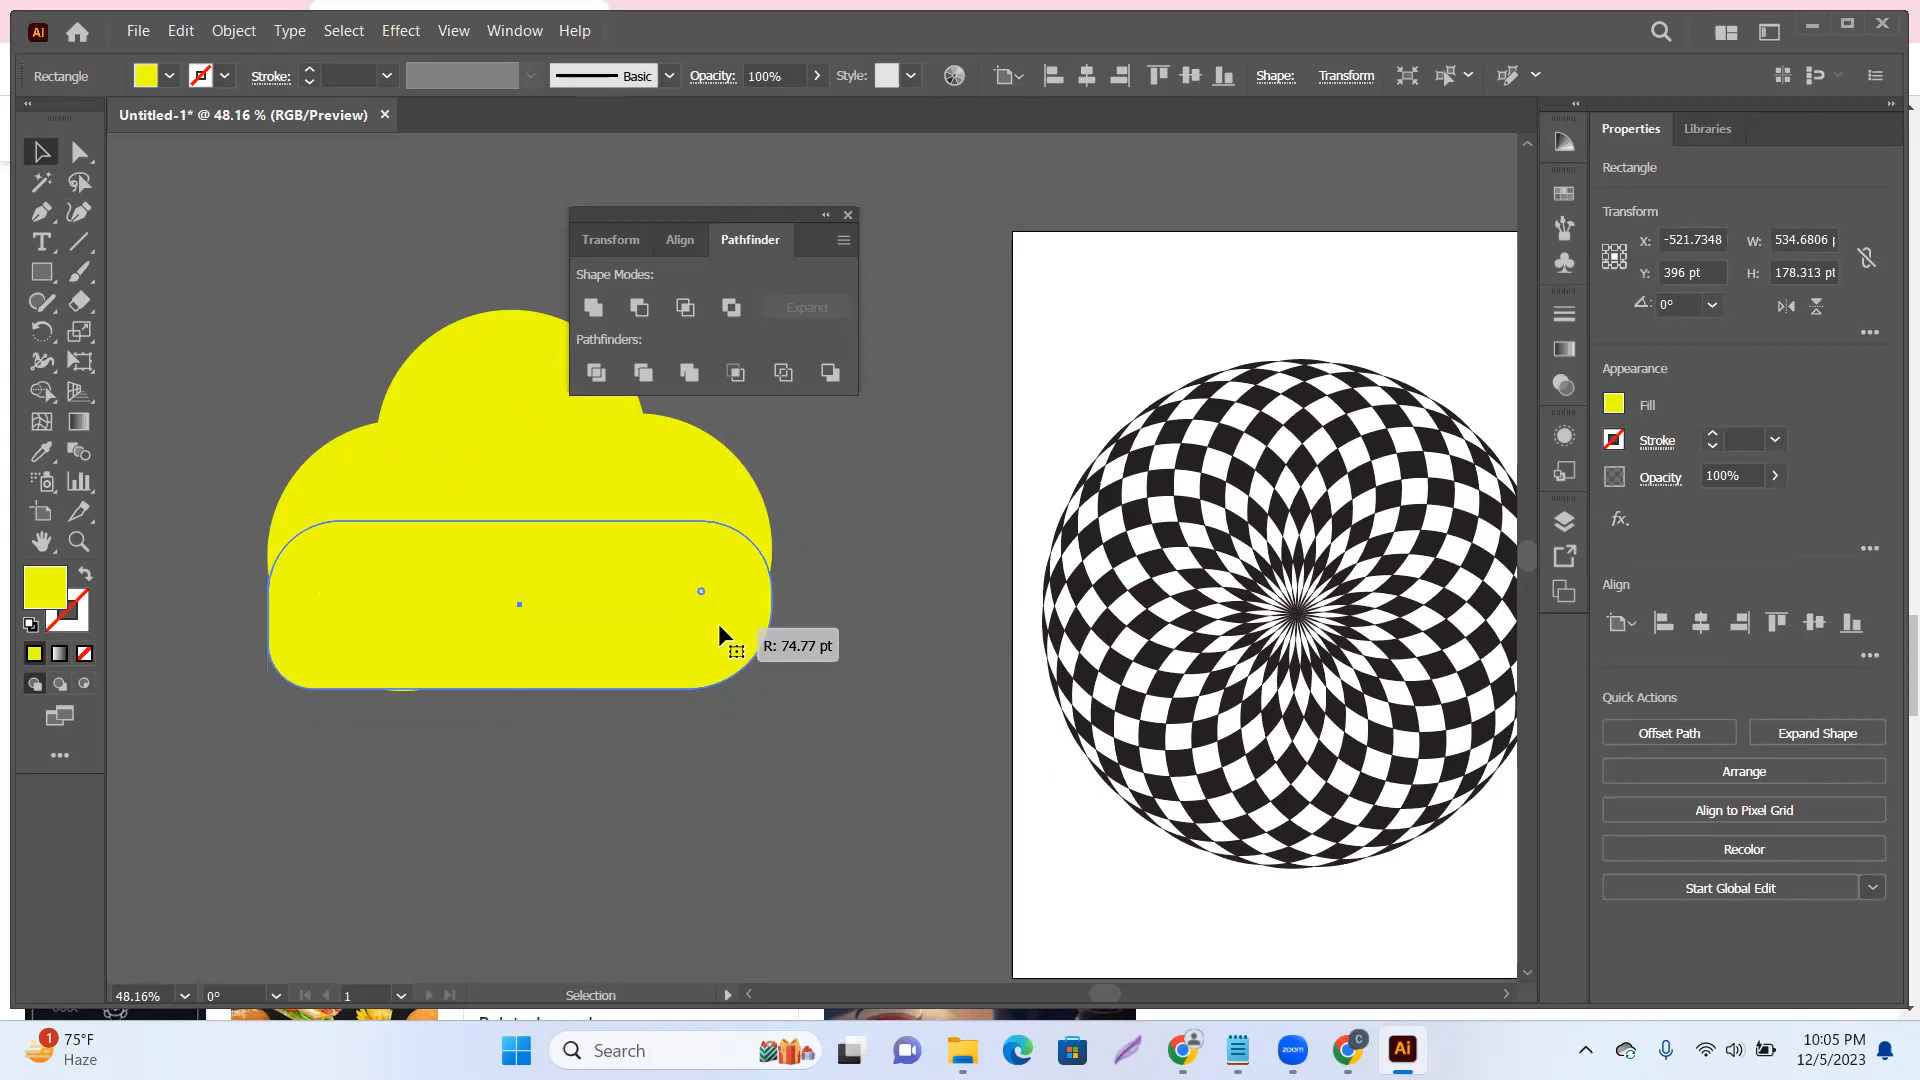 Ai
File Edit Object Type Select Effect View Window Help
Rectangle Stroke: Basic Opacity: 100% Style: Shape: Transform
Untitled-1* @ 48.16 % (RGB/Preview)
Transform Align Pathfinder
Shape Modes:
Expand
Pathfinders:
R: 74.77 pt
48.16% 0° 1 Selection
Properties Libraries
Rectangle
Transform
X: -521.7348 W: 534.6806 p
Y: 396 pt H: 178.313 pt
0°
Appearance
Fill
Stroke
Opacity 100%
fx.
Align
Quick Actions
Offset Path Expand Shape
Arrange
Align to Pixel Grid
Recolor
Start Global Edit
1
75°F
Haze
Search
zoom
C
Ai
10:05 PM
12/5/2023